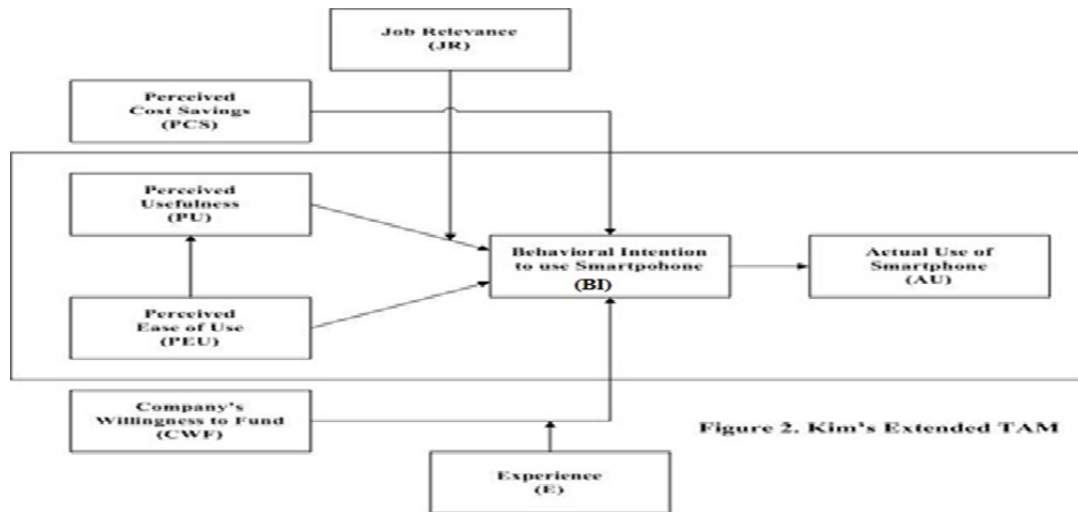 Job Relevance
(JR)
Perceived
Cost Savings
(PCS)
Perceived
Usefulness
(PU)
Behavioral Intention
to use Smartpohone
(BI)
Actual Use of
Smartphone
(AU)
Perceived
Ease of Use
(PEU)
Company's
Willingness to Fund
(CWF)
Figure 2. Kim's Extended TAM
Experience
(E)